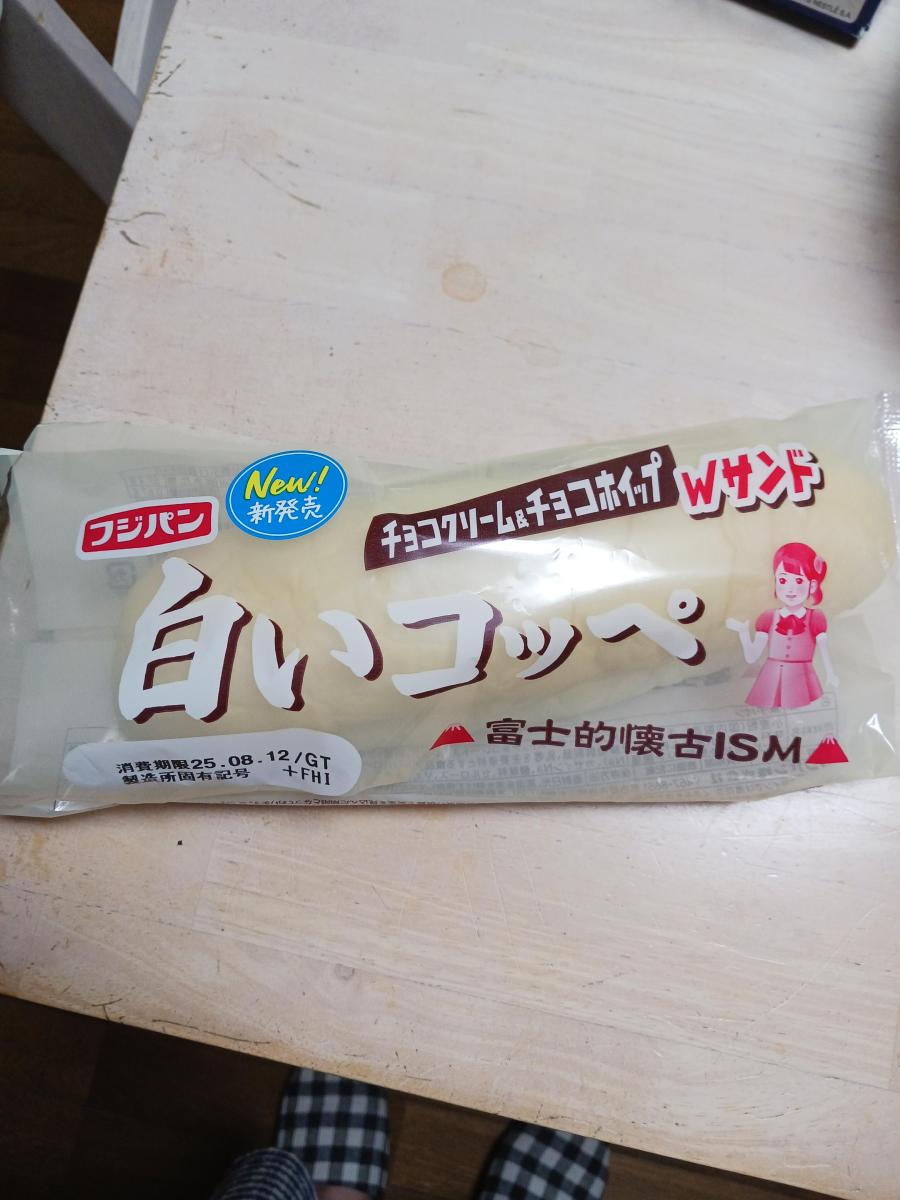 フジパン
New!
新発売
チョコクリーム&チョコホイップ Wサンド
白いコッペ
富士的懐古ISM
消費期限25.08.12/GT
製造所固有記号 +FHI